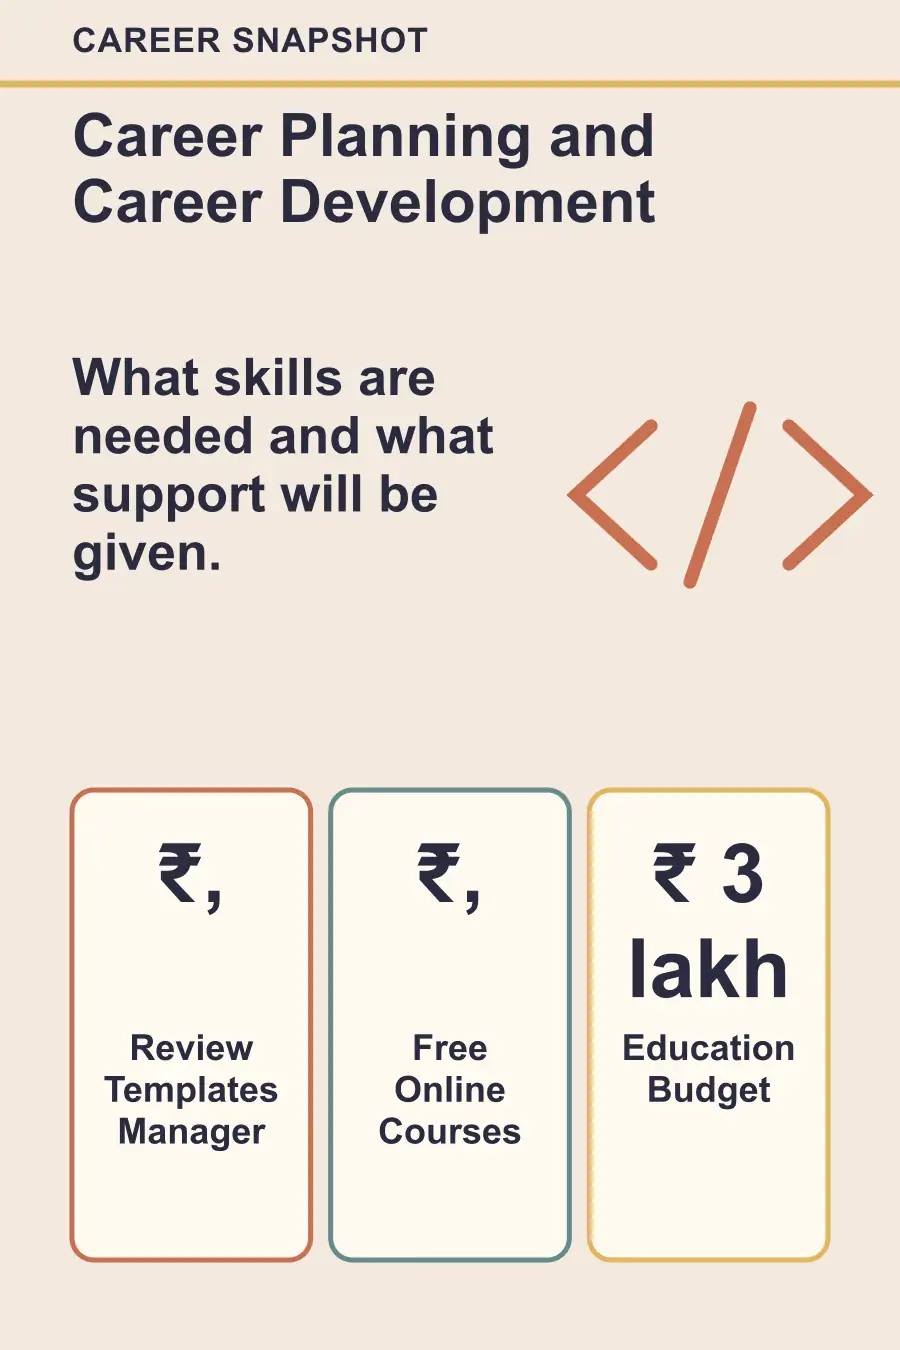 CAREER SNAPSHOT
Career Planning and
Career Development
What skills are
needed and what
support will be
given.
₹,
Review
Templates
Manager
₹,
Free
Online
Courses
₹ 3
lakh
Education
Budget